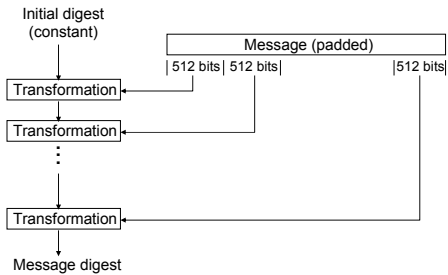 Initial digest
(constant)
Message (padded)
|512 bits|512 bits|
|512 bits|
Transformation
Transformation
Transformation
Message digest